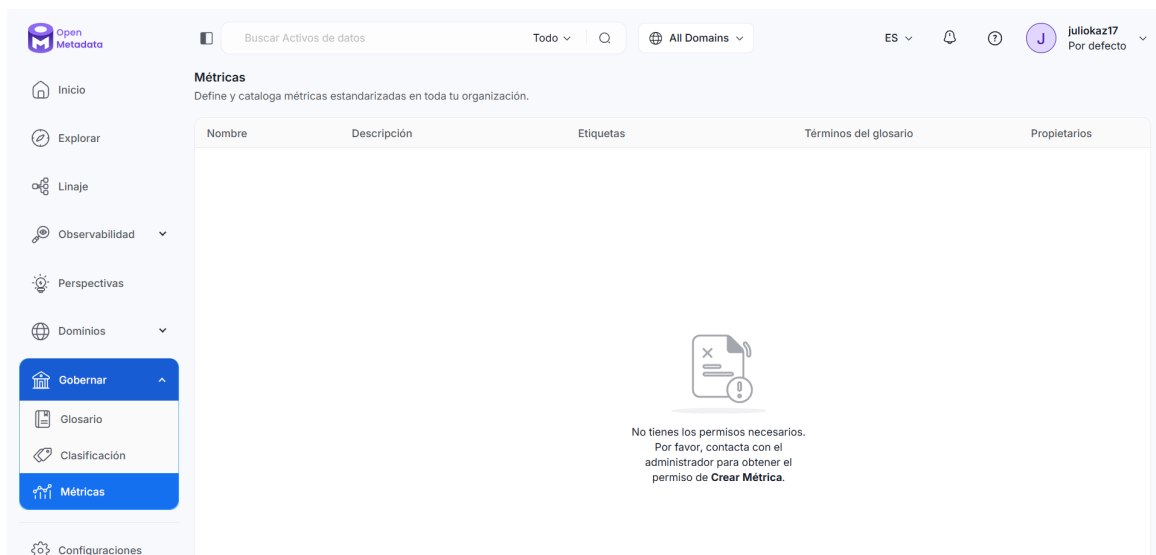 Open
Metadata
Buscar Activos de datos
Todo
All Domains
ES
J
juliokaz17
Por defecto
Inicio
Explorar
Linaje
Observabilidad
Perspectivas
Dominios
Gobernar
Glosario
Clasificación
Métricas
Configuraciones
Métricas
Define y cataloga métricas estandarizadas en toda tu organización.
Nombre Descripción Etiquetas Términos del glosario Propietarios
No tienes los permisos necesarios.
Por favor, contacta con el
administrador para obtener el
permiso de Crear Métrica.